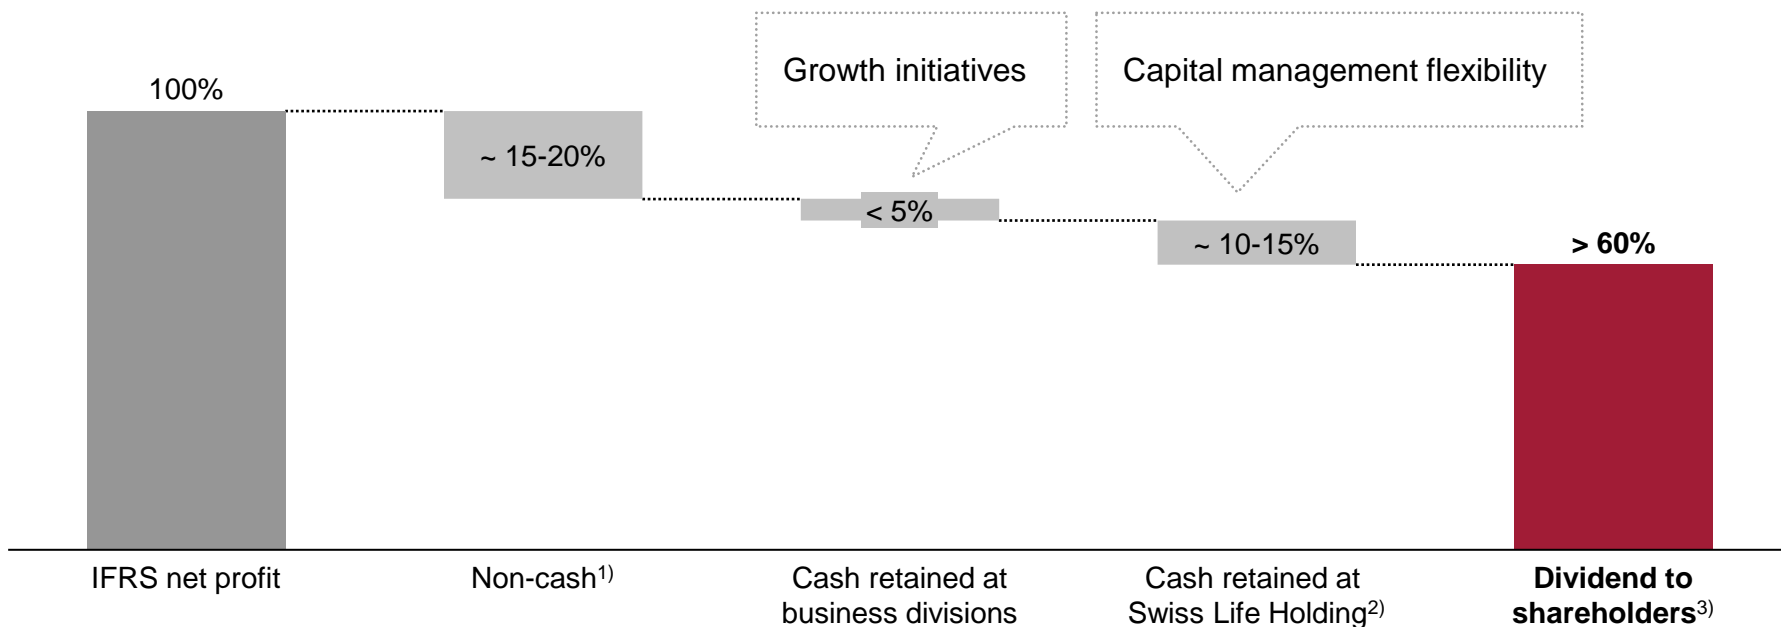 Growth initiatives
Capital management flexibility
100%
~ 15-20%
< 5%
~ 10-15%
> 60%
IFRS net profit
Non-cash1)
Cash retained at
business divisions
Cash retained at
Swiss Life Holding2)
Dividend to
shareholders3)